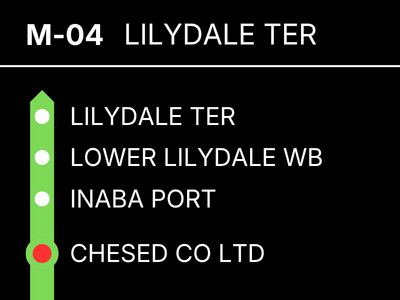 M-04 LILYDALE TER
LILYDALE TER
LOWER LILYDALE WB
INABA PORT
CHESED CO LTD